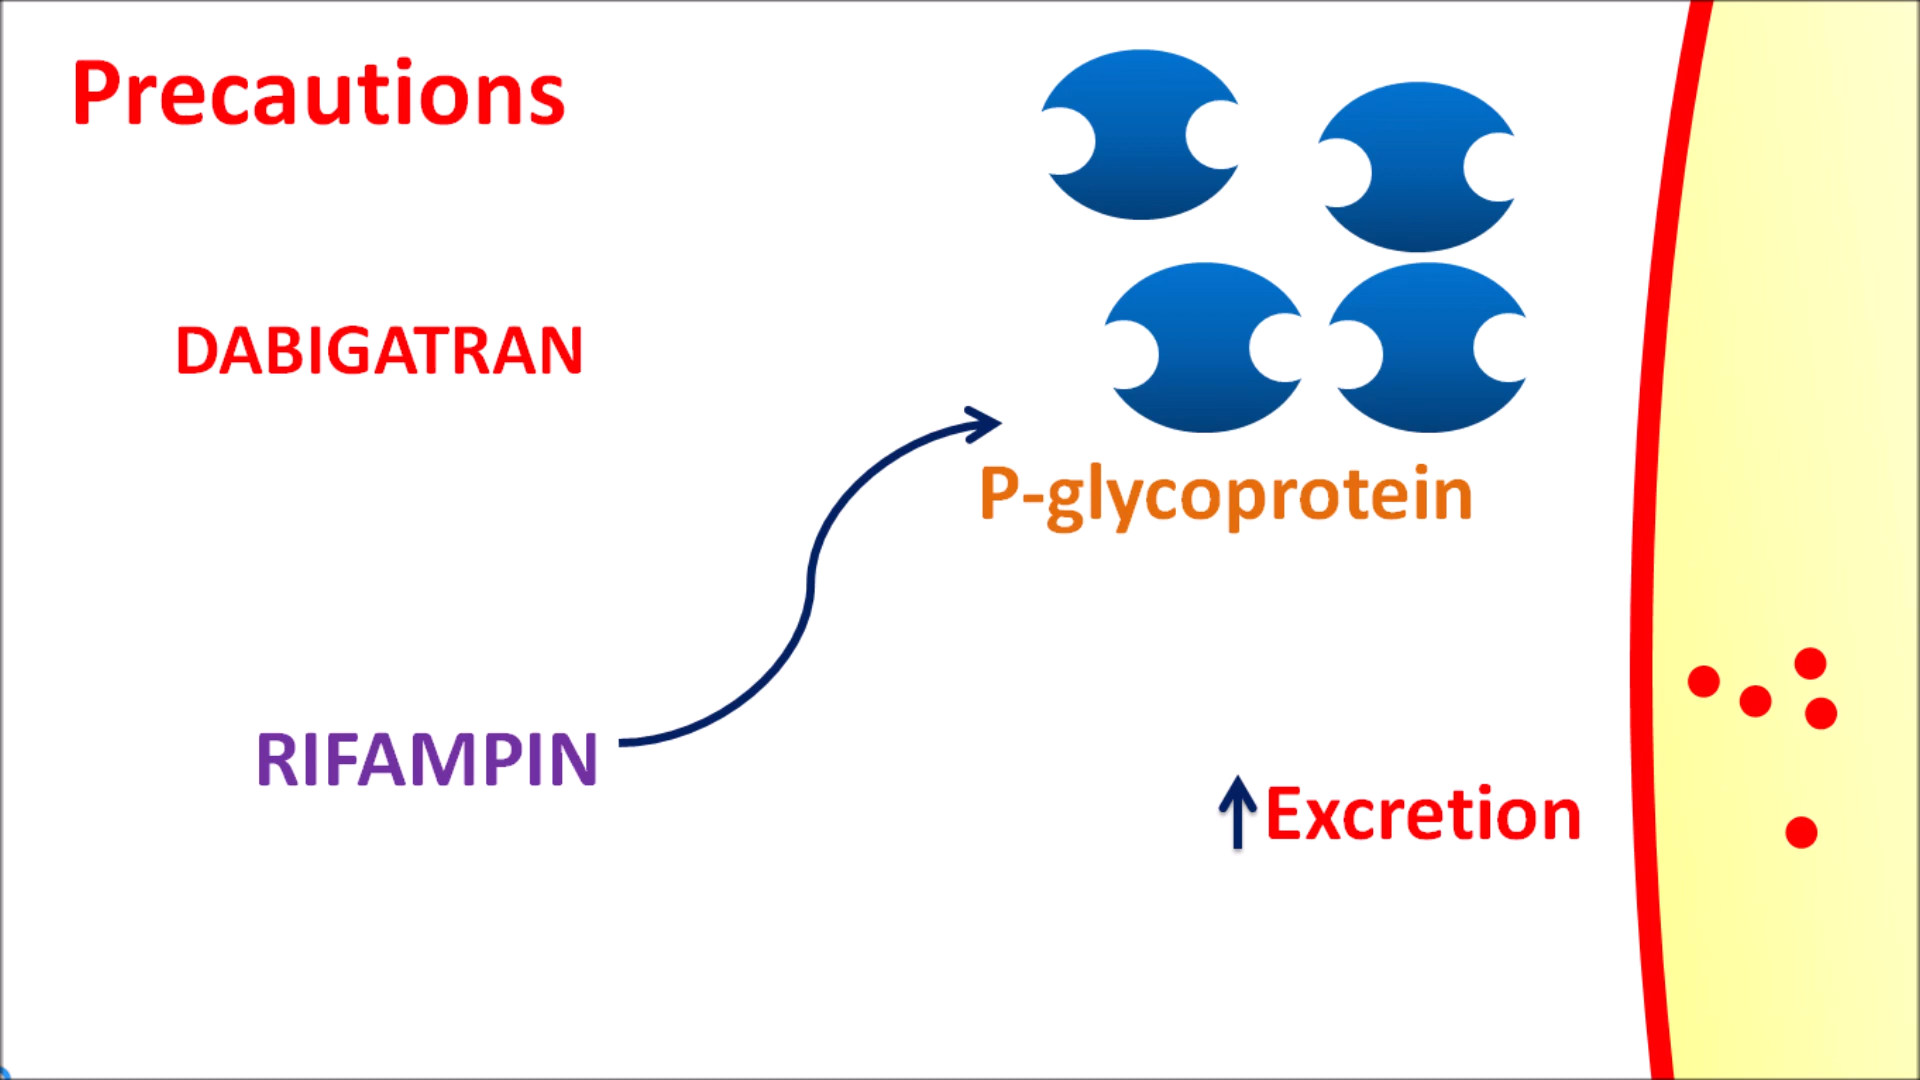 Precautions
DABIGATRAN
P-glycoprotein
RIFAMPIN
Excretion